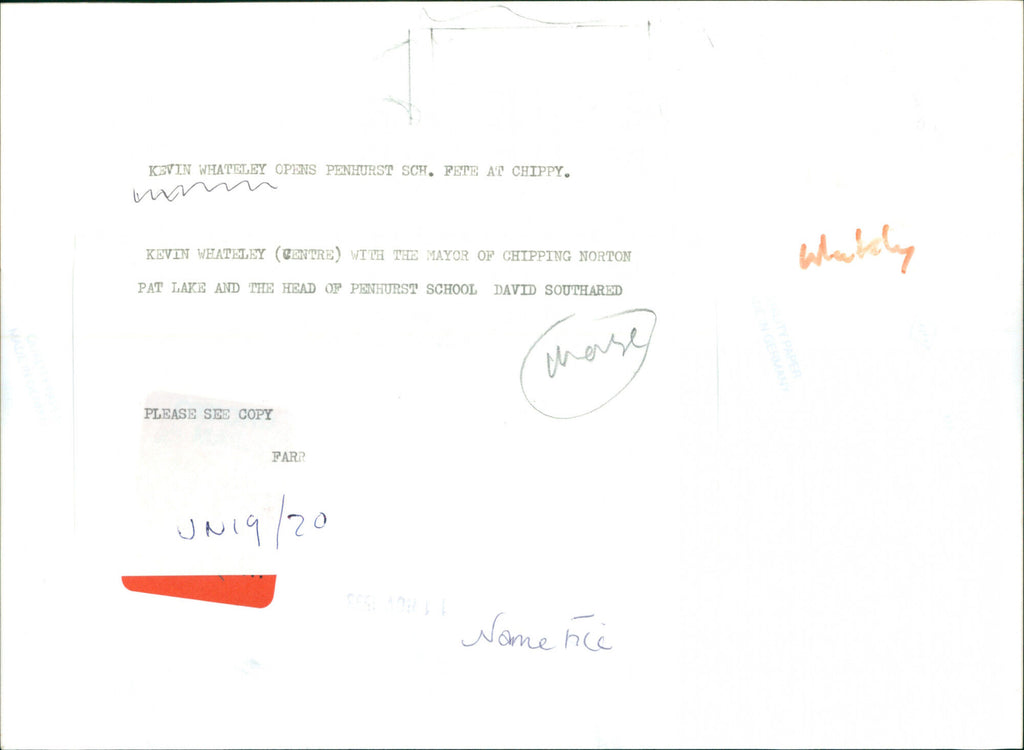 KEVIN WHATELEY OPENS PENHURST SCH. FETE AT CHIPPY.
KEVIN WHATELEY (CENTRE) WITH THE MAYOR OF CHIPPING NORTON
PAT LAKE AND THE HEAD OF PENHURST SCHOOL DAVID SOUTHARED
Whateley
Morse
PLEASE SEE COPY
FARR
JN19/20
Name File